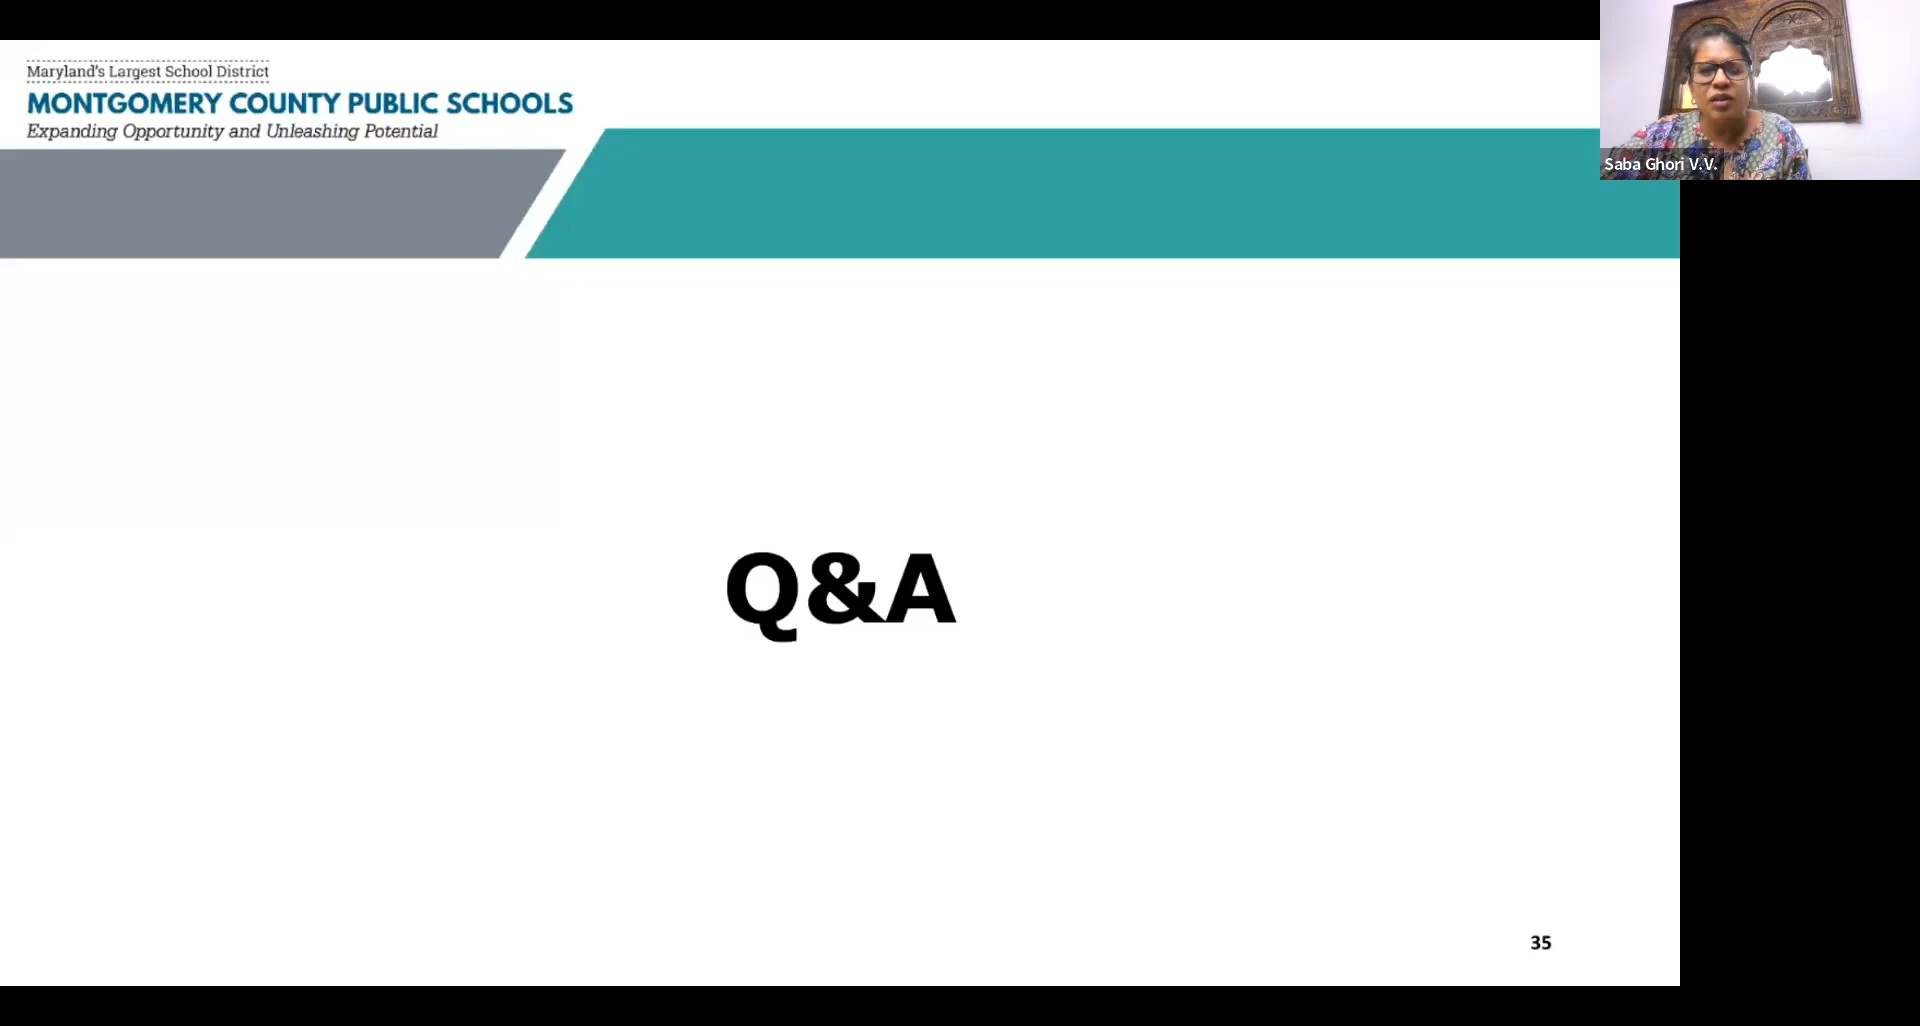 Maryland's Largest School District
MONTGOMERY COUNTY PUBLIC SCHOOLS
Expanding Opportunity and Unleashing Potential
Saba Ghori V.V.
Q&A
35